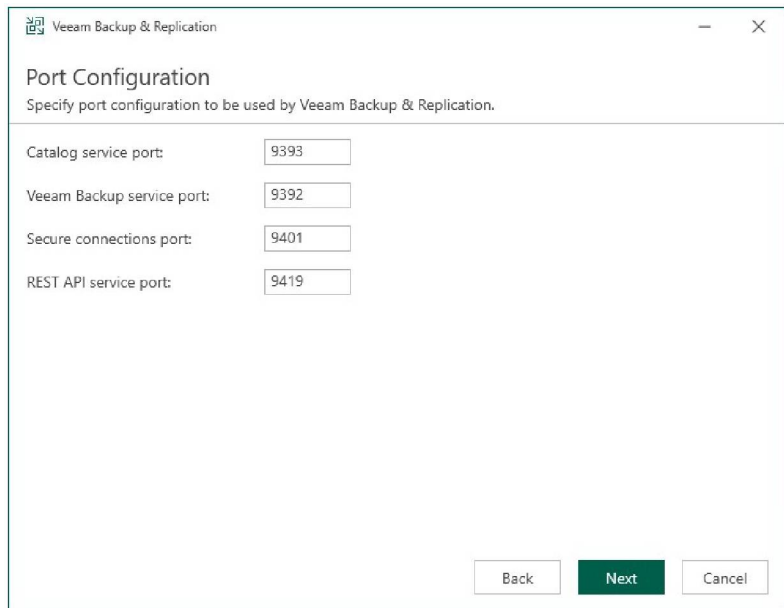 Veeam Backup & Replication
Port Configuration
Specify port configuration to be used by Veeam Backup & Replication.
Catalog service port: 9393
Veeam Backup service port: 9392
Secure connections port: 9401
REST API service port: 9419
Back Next Cancel